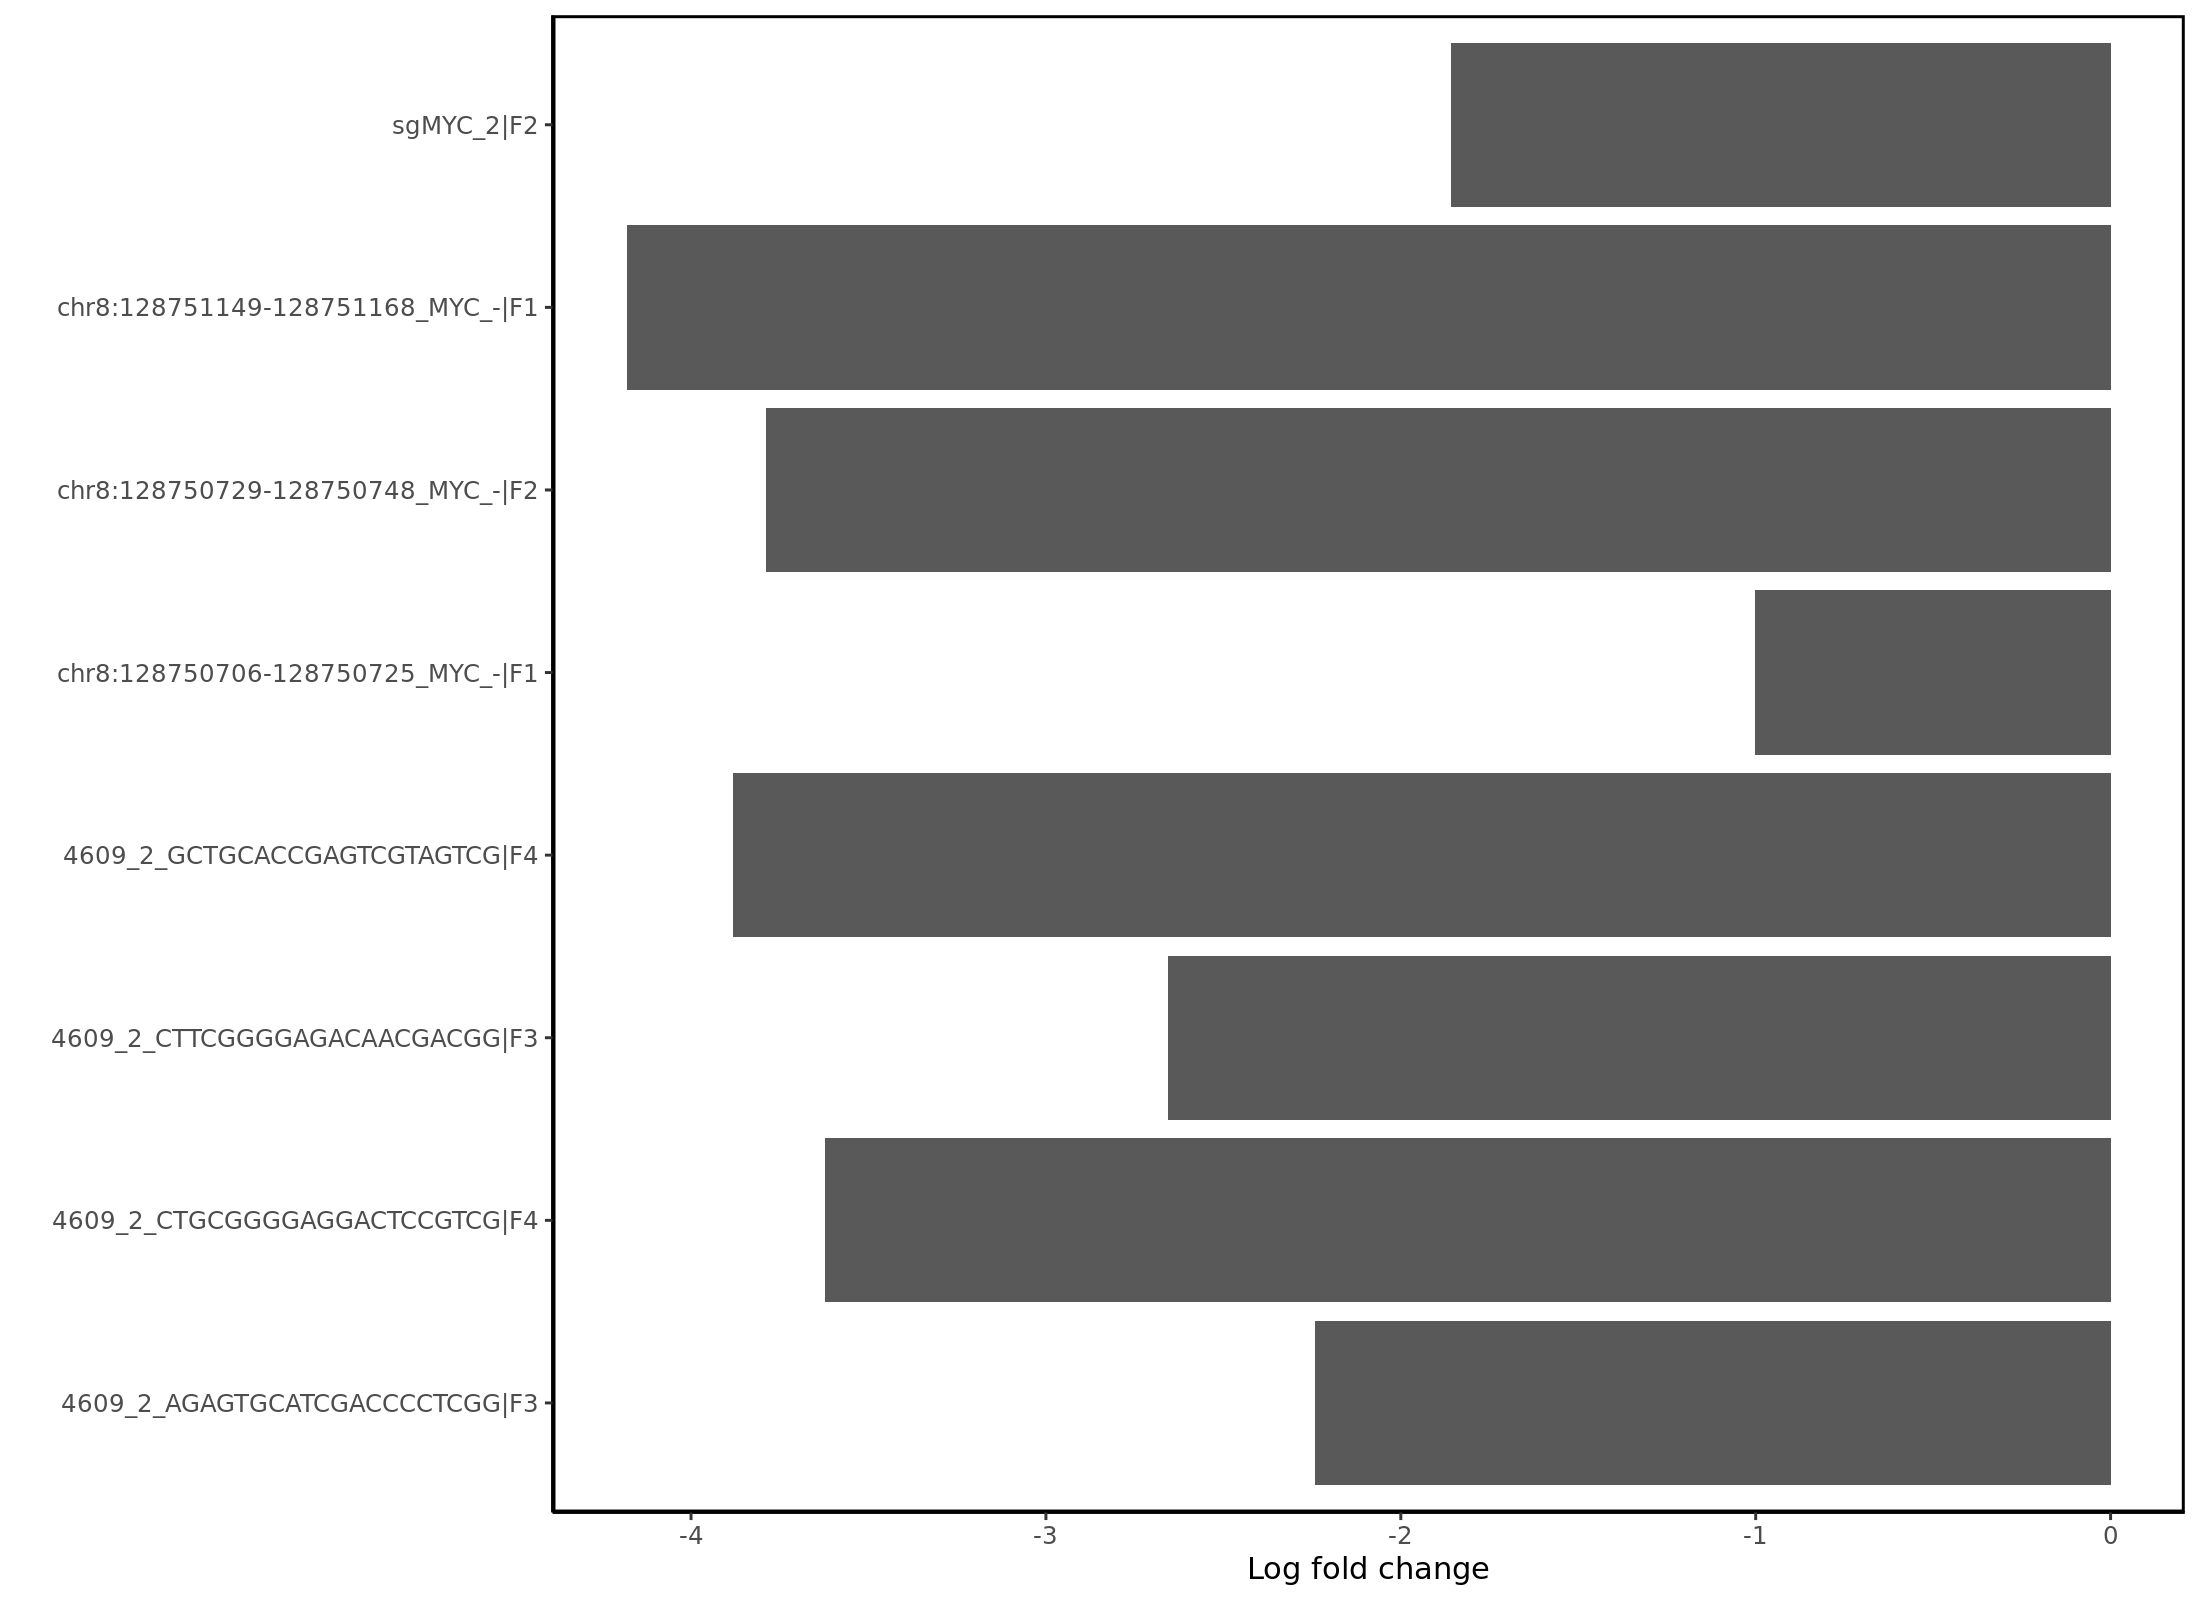 sgMYC_2|F2
chr8:128751149-128751168_MYC_-|F1
chr8:128750729-128750748_MYC_-|F2
chr8:128750706-128750725_MYC_-|F1
4609_2_GCTGCACCGAGTCGTAGTCG|F4
4609_2_CTTCGGGGAGACAACGACGG|F3
4609_2_CTGCGGGGAGGACTCCGTCG|F4
4609_2_AGAGTGCATCGACCCCTCGG|F3
-4 -3 -2 -1 0
Log fold change